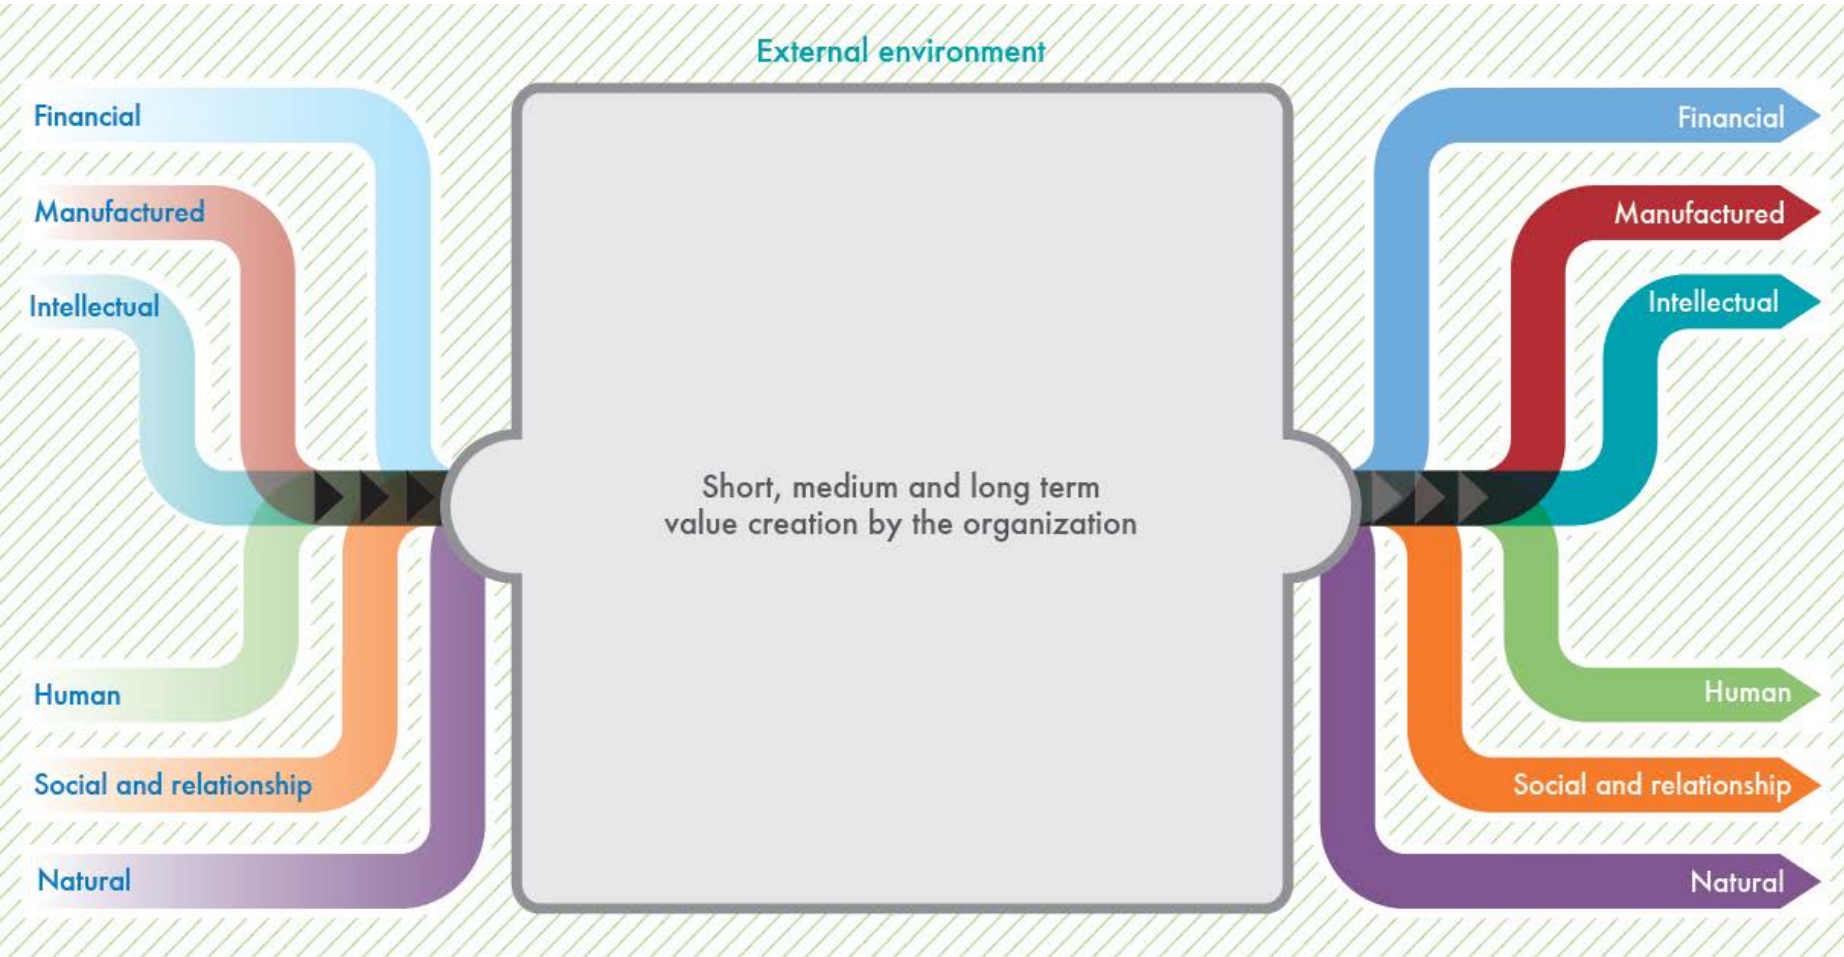 External environment
Financial
Manufactured
Intellectual
Human
Social and relationship
Natural
Short, medium and long term
value creation by the organization
Financial
Manufactured
Intellectual
Human
Social and relationship
Natural